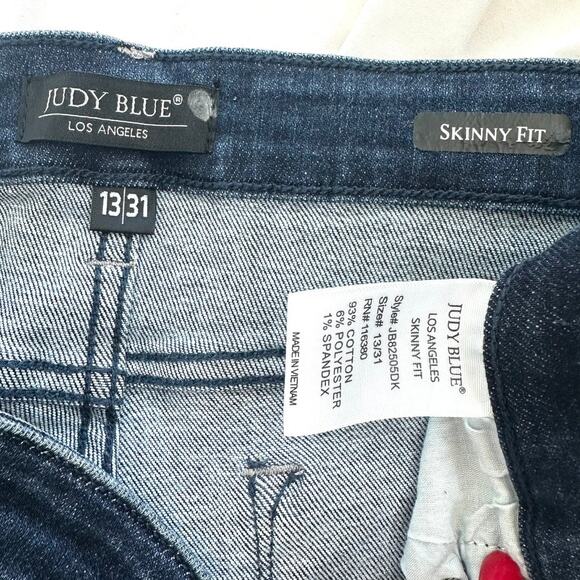 JUDY BLUE®
LOS ANGELES
SKINNY FIT
13|31
JUDY BLUE®
LOS ANGELES
SKINNY FIT
Style# JB82505DK
Size# 13/31
RN# 116380
93% COTTON
6% POLYESTER
1% SPANDEX
MADE IN VIETNAM